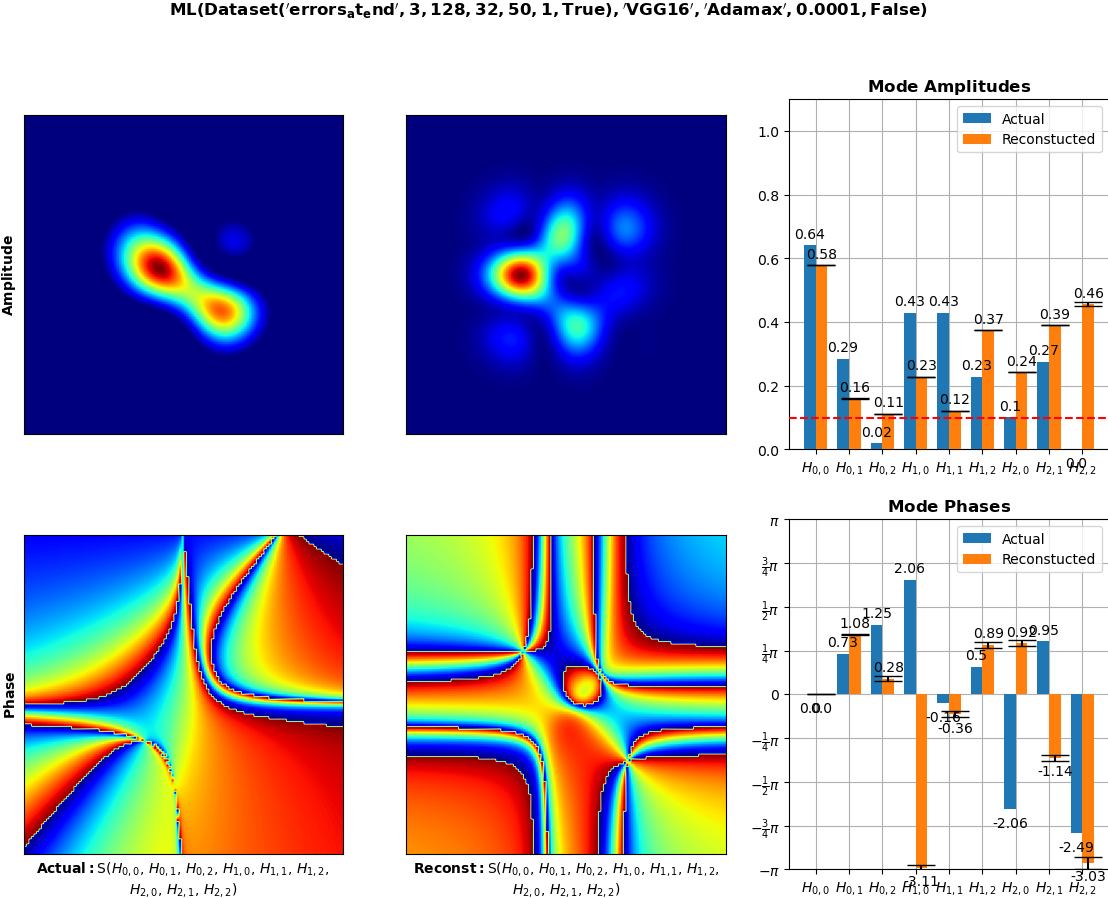 ML(Dataset('errors_at_end', 3, 128, 32, 50, 1, True), 'VGG16', 'Adamax', 0.0001, False)
Amplitude
Mode Amplitudes
Actual
Reconstucted
1.0
0.8
0.6
0.4
0.2
0.0
0.64
0.58
0.29
0.16
0.02
0.11
0.43
0.23
0.43
0.12
0.23
0.37
0.1
0.24
0.27
0.39
0.0
0.46
H0,0 H0,1 H0,2 H1,0 H1,1 H1,2 H2,0 H2,1 H2,2
Phase
Actual: S(H0,0, H0,1, H0,2, H1,0, H1,1, H1,2,
H2,0, H2,1, H2,2)
Reconst: S(H0,0, H0,1, H0,2, H1,0, H1,1, H1,2,
H2,0, H2,1, H2,2)
Mode Phases
Actual
Reconstucted
π
3/4π
1/2π
1/4π
0
−1/4π
−1/2π
−3/4π
−π
0.0
0.0
0.73
1.08
1.25
0.28
2.06
-3.11
-0.16
-0.36
0.5
0.89
-2.06
0.92
0.95
-1.14
-2.49
-3.03
H0,0 H0,1 H0,2 H1,0 H1,1 H1,2 H2,0 H2,1 H2,2